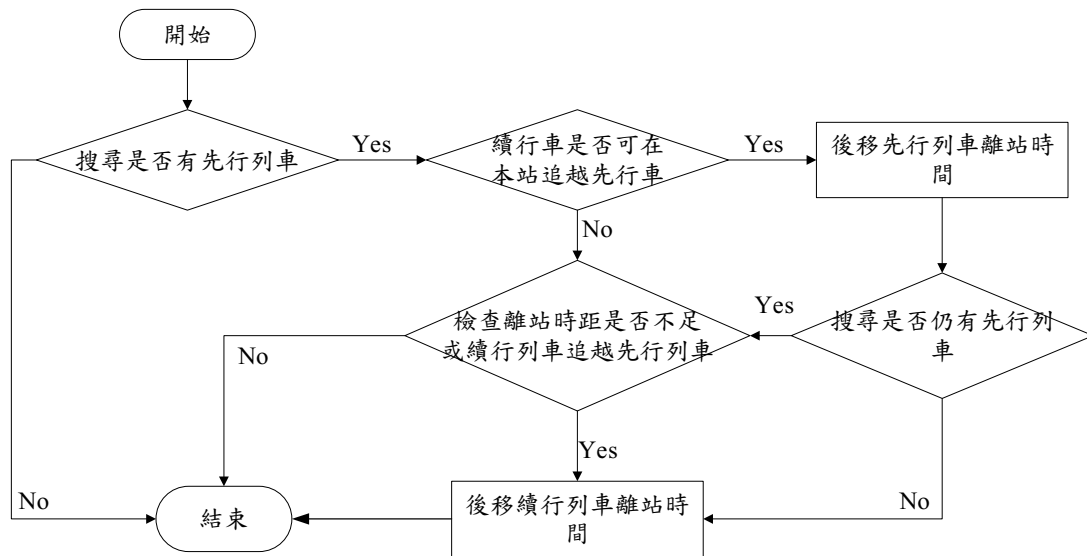 開始
搜尋是否有先行列車
Yes
續行車是否可在
本站追越先行車
Yes
後移先行列車離站時
間
No
檢查離站時距是否不足
或續行列車追越先行列車
Yes
搜尋是否仍有先行列
車
No
Yes
No
結束
後移續行列車離站時
間
No